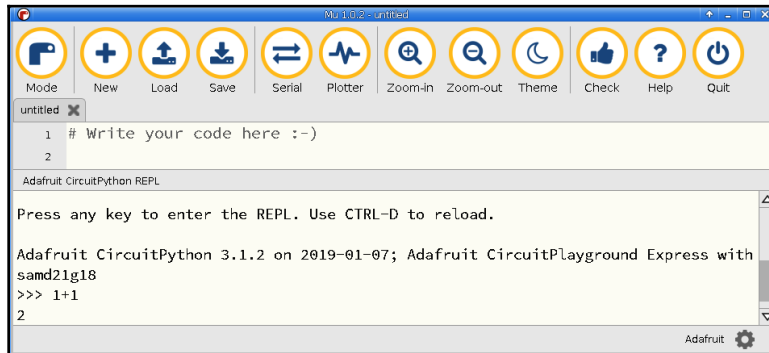 Mu 1.0.2 - untitled
Mode New Load Save Serial Plotter Zoom-in Zoom-out Theme Check Help Quit
untitled
1 # Write your code here :-)
2
Adafruit CircuitPython REPL
Press any key to enter the REPL. Use CTRL-D to reload.
Adafruit CircuitPython 3.1.2 on 2019-01-07; Adafruit CircuitPlayground Express with
samd21g18
>>> 1+1
2
Adafruit